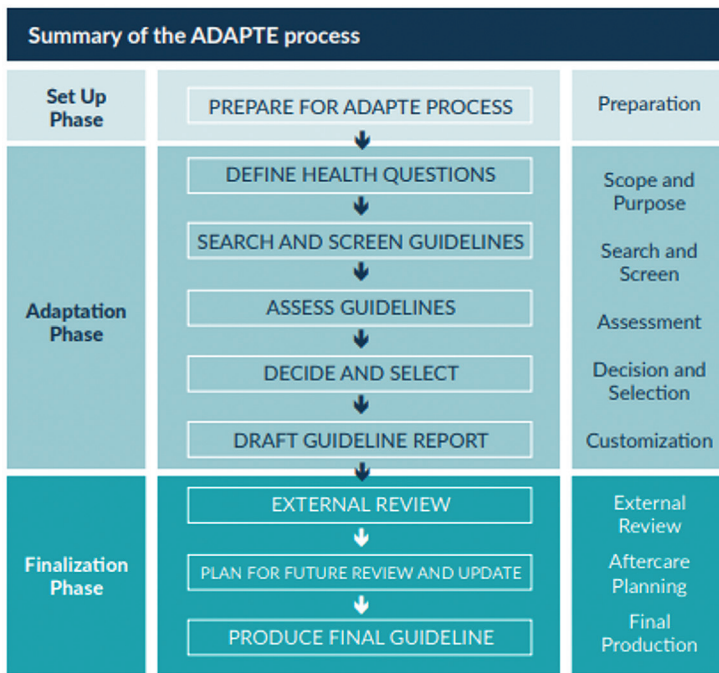 Summary of the ADAPTE process
Set Up
Phase
PREPARE FOR ADAPTE PROCESS
Preparation
Adaptation
Phase
DEFINE HEALTH QUESTIONS
SEARCH AND SCREEN GUIDELINES
ASSESS GUIDELINES
DECIDE AND SELECT
DRAFT GUIDELINE REPORT
Scope and
Purpose
Search and
Screen
Assessment
Decision and
Selection
Customization
Finalization
Phase
EXTERNAL REVIEW
PLAN FOR FUTURE REVIEW AND UPDATE
PRODUCE FINAL GUIDELINE
External
Review
Aftercare
Planning
Final
Production